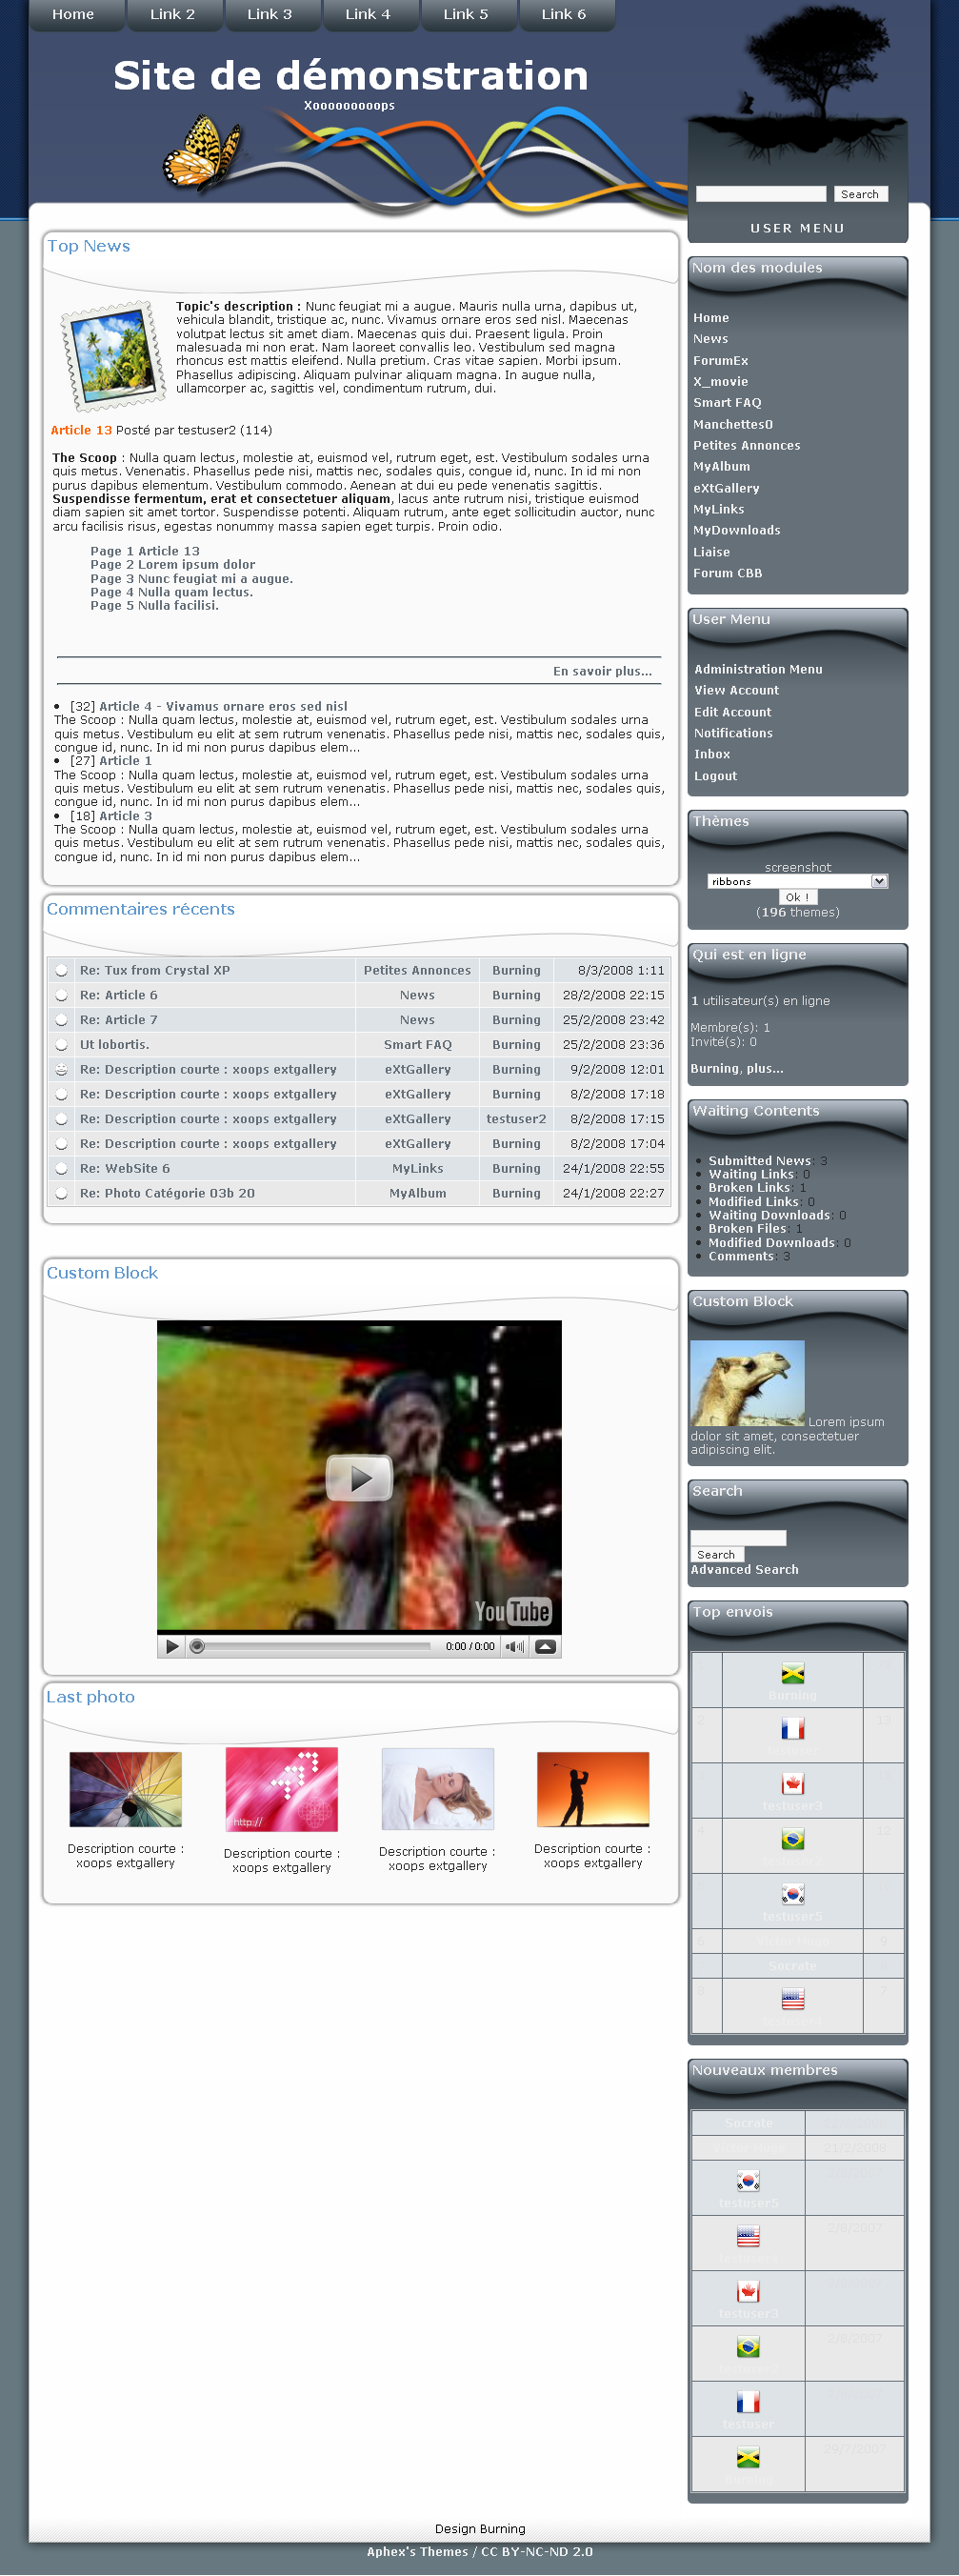 Home Link 2 Link 3 Link 4 Link 5 Link 6
Site de démonstration
Xooooooooops
Search
USER MENU
Top News
Topic's description : Nunc feugiat mi a augue. Mauris nulla urna, dapibus ut,
vehicula blandit, tristique ac, nunc. Vivamus ornare eros sed nisl. Maecenas
volutpat lectus sit amet diam. Maecenas quis dui. Praesent ligula. Proin
malesuada mi non erat. Nam laoreet convallis leo. Vestibulum sed magna
rhoncus est mattis eleifend. Nulla pretium. Cras vitae sapien. Morbi ipsum.
Phasellus adipiscing. Aliquam pulvinar aliquam magna. In augue nulla,
ullamcorper ac, sagittis vel, condimentum rutrum, dui.
Article 13 Posté par testuser2 (114)
The Scoop : Nulla quam lectus, molestie at, euismod vel, rutrum eget, est. Vestibulum sodales urna
quis metus. Venenatis. Phasellus pede nisi, mattis nec, sodales quis, congue id, nunc. In id mi non
purus dapibus elementum. Vestibulum commodo. Aenean at dui eu pede venenatis sagittis.
Suspendisse fermentum, erat et consectetuer aliquam, lacus ante rutrum nisi, tristique euismod
diam sapien sit amet tortor. Suspendisse potenti. Aliquam rutrum, ante eget sollicitudin auctor, nunc
arcu facilisis risus, egestas nonummy massa sapien eget turpis. Proin odio.
Page 1 Article 13
Page 2 Lorem ipsum dolor
Page 3 Nunc feugiat mi a augue.
Page 4 Nulla quam lectus.
Page 5 Nulla facilisi.
En savoir plus...
[32] Article 4 - Vivamus ornare eros sed nisl
The Scoop : Nulla quam lectus, molestie at, euismod vel, rutrum eget, est. Vestibulum sodales urna
quis metus. Vestibulum eu elit at sem rutrum venenatis. Phasellus pede nisi, mattis nec, sodales quis,
congue id, nunc. In id mi non purus dapibus elem...
[27] Article 1
The Scoop : Nulla quam lectus, molestie at, euismod vel, rutrum eget, est. Vestibulum sodales urna
quis metus. Vestibulum eu elit at sem rutrum venenatis. Phasellus pede nisi, mattis nec, sodales quis,
congue id, nunc. In id mi non purus dapibus elem...
[18] Article 3
The Scoop : Nulla quam lectus, molestie at, euismod vel, rutrum eget, est. Vestibulum sodales urna
quis metus. Vestibulum eu elit at sem rutrum venenatis. Phasellus pede nisi, mattis nec, sodales quis,
congue id, nunc. In id mi non purus dapibus elem...
Commentaires récents
Re: Tux from Crystal XP Petites Annonces Burning 8/3/2008 1:11
Re: Article 6 News Burning 28/2/2008 22:15
Re: Article 7 News Burning 25/2/2008 23:42
Ut lobortis. Smart FAQ Burning 25/2/2008 23:36
Re: Description courte : xoops extgallery eXtGallery Burning 9/2/2008 12:01
Re: Description courte : xoops extgallery eXtGallery Burning 8/2/2008 17:18
Re: Description courte : xoops extgallery eXtGallery testuser2 8/2/2008 17:15
Re: Description courte : xoops extgallery eXtGallery Burning 8/2/2008 17:04
Re: WebSite 6 MyLinks Burning 24/1/2008 22:55
Re: Photo Catégorie 03b 20 MyAlbum Burning 24/1/2008 22:27
Custom Block
YouTube
0:00 / 0:00
Last photo
http://
Description courte :
xoops extgallery
Description courte :
xoops extgallery
Description courte :
xoops extgallery
Description courte :
xoops extgallery
Nom des modules
Home
News
ForumEx
X_movie
Smart FAQ
Manchettes0
Petites Annonces
MyAlbum
eXtGallery
MyLinks
MyDownloads
Liaise
Forum CBB
User Menu
Administration Menu
View Account
Edit Account
Notifications
Inbox
Logout
Thèmes
screenshot
ribbons
Ok !
(196 themes)
Qui est en ligne
1 utilisateur(s) en ligne
Membre(s): 1
Invité(s): 0
Burning, plus...
Waiting Contents
Submitted News: 3
Waiting Links: 0
Broken Links: 1
Modified Links: 0
Waiting Downloads: 0
Broken Files: 1
Modified Downloads: 0
Comments: 3
Custom Block
Lorem ipsum
dolor sit amet, consectetuer
adipiscing elit.
Search
Search
Advanced Search
Top envois
Burning
2 13
testuser3
4 12
testuser5
6 9
Socrate
8 7
Nouveaux membres
Socrate
21/2/2008
testuser5
2/8/2007
testuser3
2/8/2007
testuser
29/7/2007
Design Burning
Aphex's Themes / CC BY-NC-ND 2.0